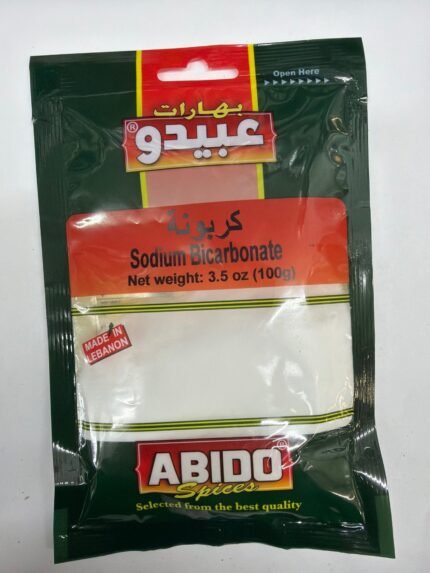 Open Here
بهارات
عبيدو®
كربونة
Sodium Bicarbonate
Net weight: 3.5 oz (100g)
MADE IN
LEBANON
ABIDO®
Spices
Selected from the best quality